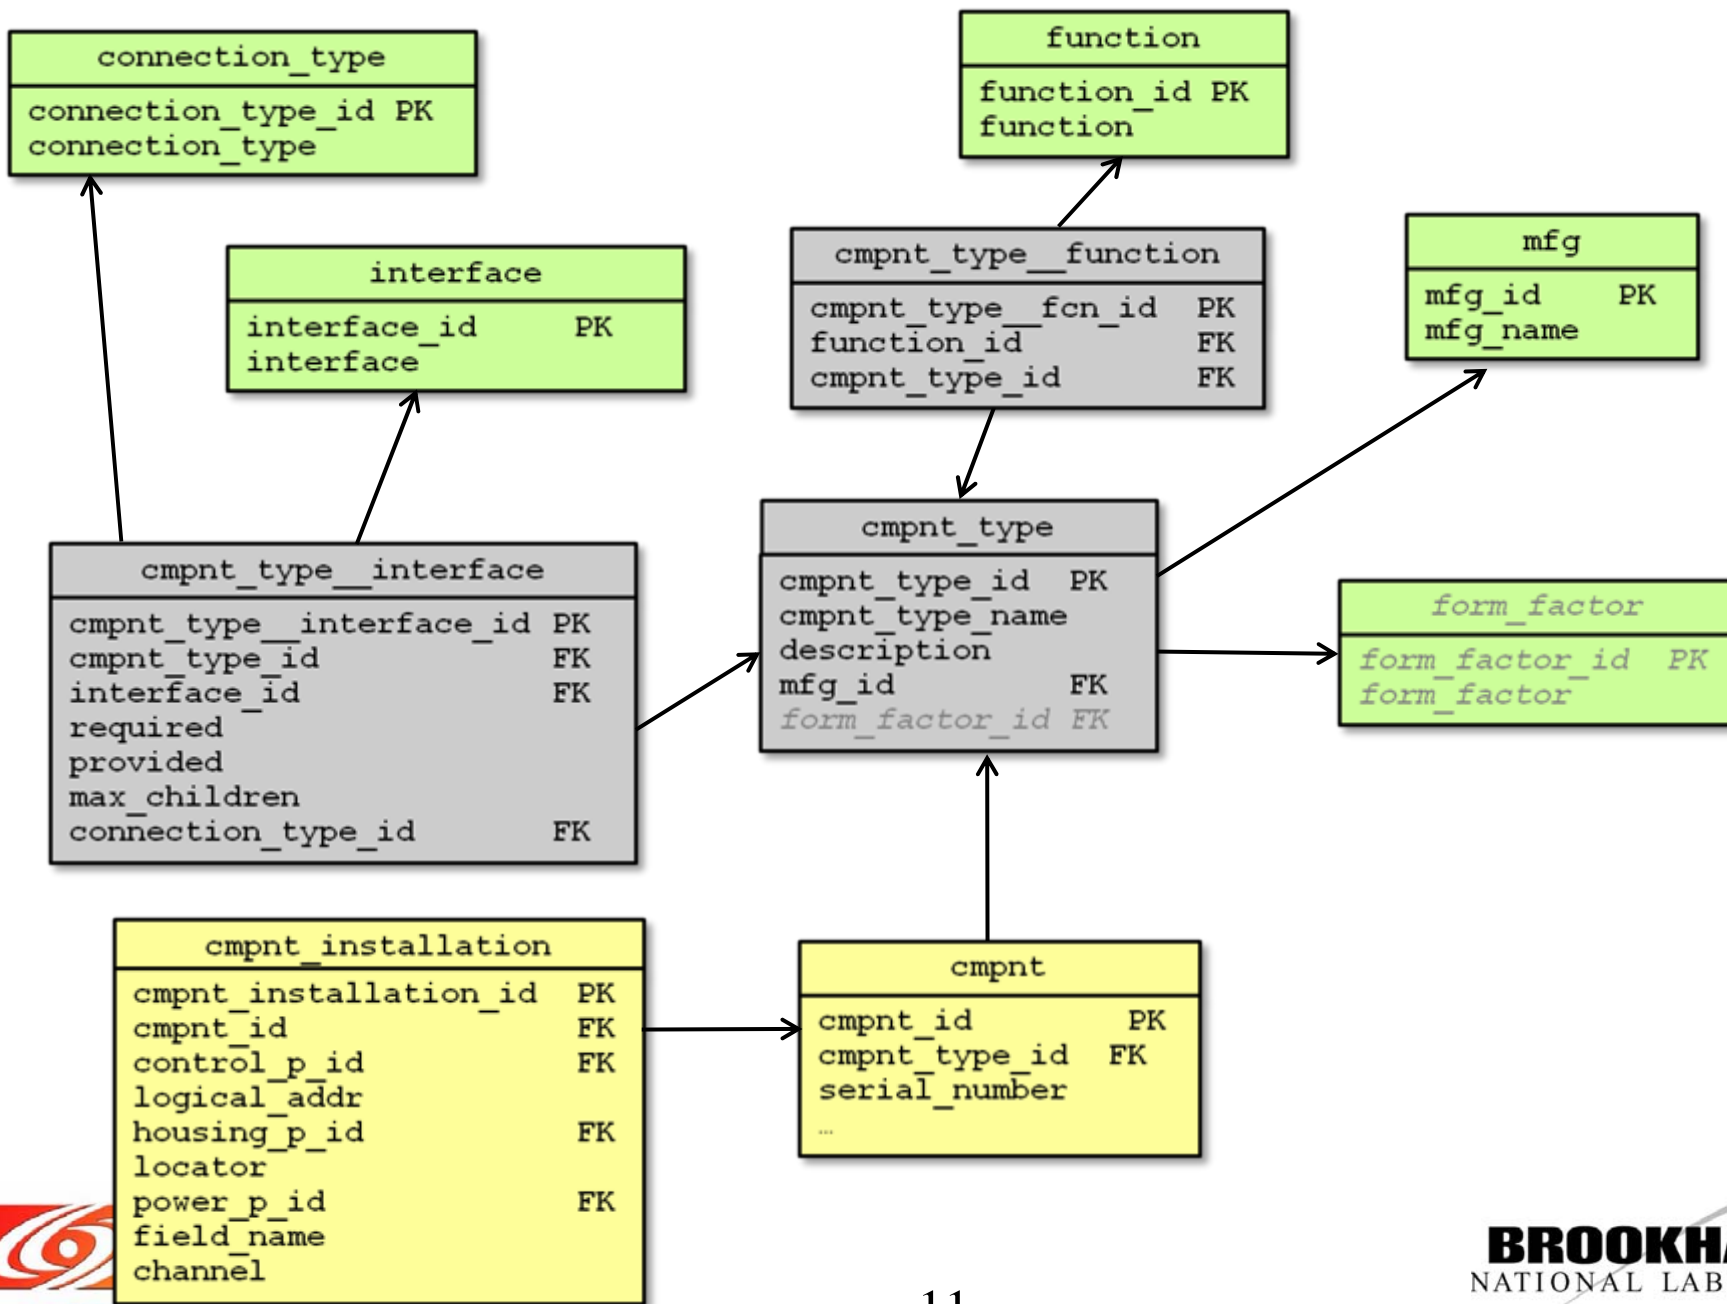 connection_type
connection_type_id PK
connection_type
function
function_id PK
function
interface
interface_id PK
interface
cmpnt_type__function
cmpnt_type__fcn_id PK
function_id FK
cmpnt_type_id FK
mfg
mfg_id PK
mfg_name
cmpnt_type__interface
cmpnt_type__interface_id PK
cmpnt_type_id FK
interface_id FK
required
provided
max_children
connection_type_id FK
cmpnt_type
cmpnt_type_id PK
cmpnt_type_name
description
mfg_id FK
form_factor_id FK
form_factor
form_factor_id PK
form_factor
cmpnt_installation
cmpnt_installation_id PK
cmpnt_id FK
control_p_id FK
logical_addr
housing_p_id FK
locator
power_p_id FK
field_name
channel
cmpnt
cmpnt_id PK
cmpnt_type_id FK
serial_number
...
11
NATIONAL